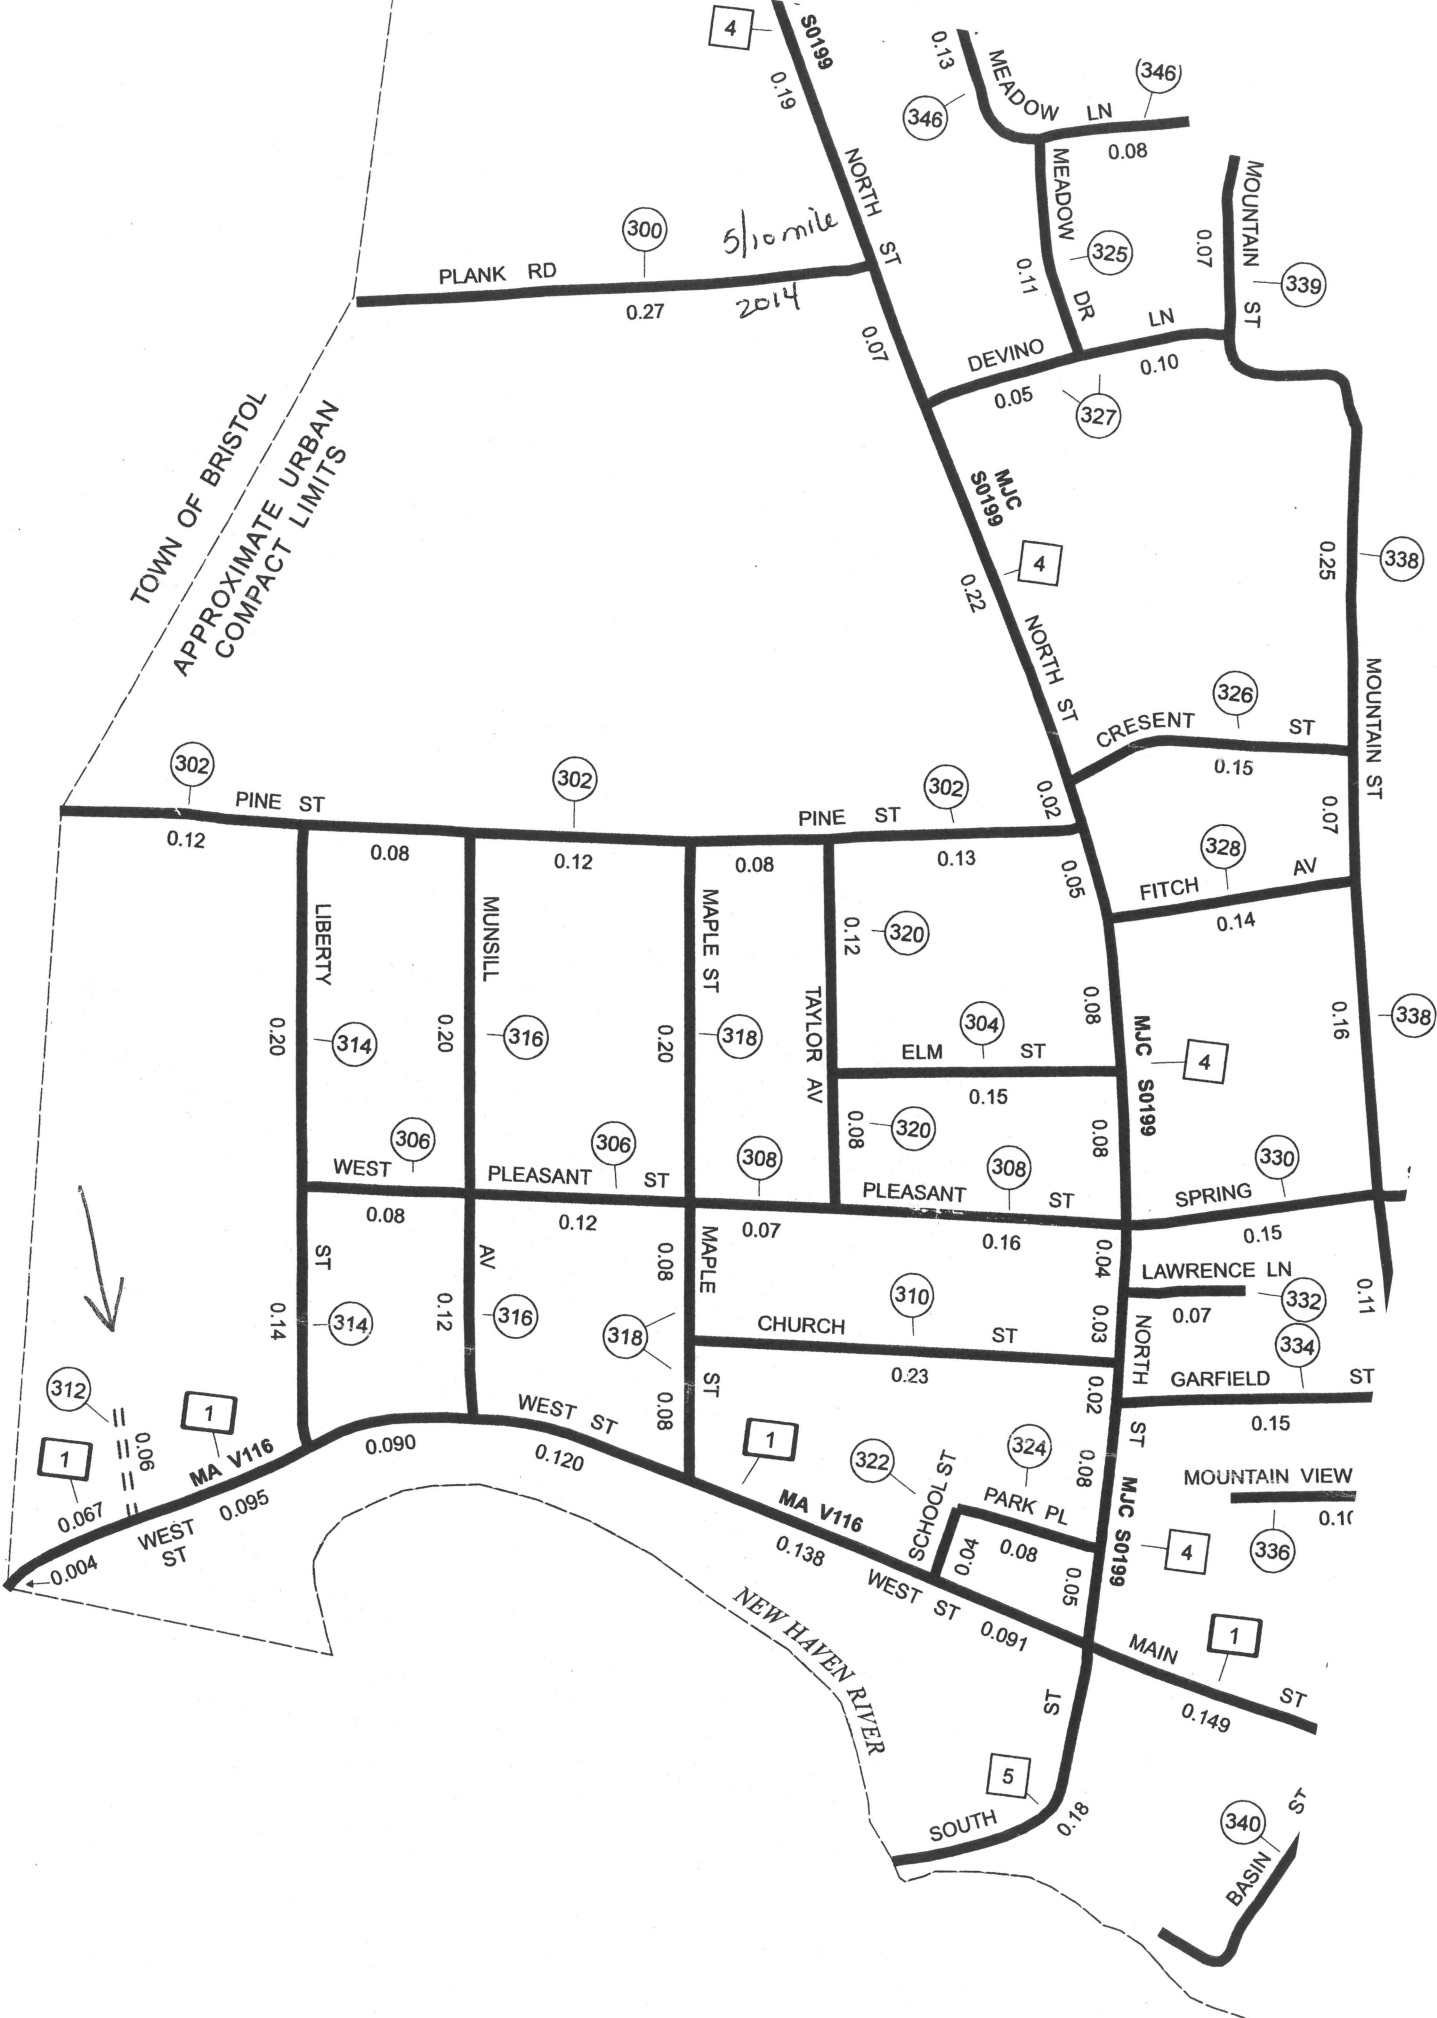 4
S0199
0.19
0.13
MEADOW LN
(346)
346
0.08
NORTH ST
MEADOW DR
325
0.11
MOUNTAIN ST
0.07
339
300
5/10 mile
PLANK RD
0.27
2014
0.07
DEVINO LN
0.05
0.10
327
TOWN OF BRISTOL
APPROXIMATE URBAN
COMPACT LIMITS
MJC
S0199
4
0.22
0.25
338
NORTH ST
MOUNTAIN ST
326
CRESENT ST
0.15
0.02
0.07
302
302
302
PINE ST
PINE ST
0.12
0.08
0.12
0.08
0.13
0.05
328
FITCH AV
0.14
LIBERTY
MUNSILL
MAPLE ST
0.12
320
TAYLOR AV
0.08
0.16
338
0.20
314
0.20
316
0.20
318
304
ELM ST
0.15
MJC S0199
4
306
306
308
0.08
320
308
0.08
330
WEST PLEASANT ST
PLEASANT ST
SPRING
0.08
0.12
0.07
0.16
0.15
0.04
LAWRENCE LN
0.07
332
0.11
ST
AV
0.08
MAPLE
310
0.14
314
0.12
316
318
CHURCH ST
0.23
0.03
NORTH ST
334
GARFIELD ST
0.15
0.02
ST
0.08
312
1
0.06
1
MA V116
0.067
0.095
WEST
ST
0.004
0.090
WEST ST
0.120
1
322
SCHOOL ST
324
PARK PL
0.08
0.04
0.08
0.05
MJC S0199
4
MOUNTAIN VIEW
0.10
336
MA V116
0.138
WEST ST
0.091
NEW HAVEN RIVER
MAIN ST
1
0.149
ST
5
SOUTH
0.18
340
BASIN ST